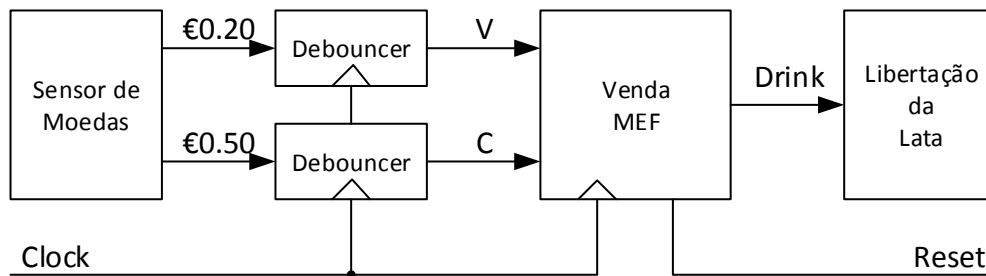 Sensor de
Moedas
€0.20
€0.50
Debouncer
Debouncer
V
C
Venda
MEF
Drink
Libertação
da
Lata
Clock
Reset